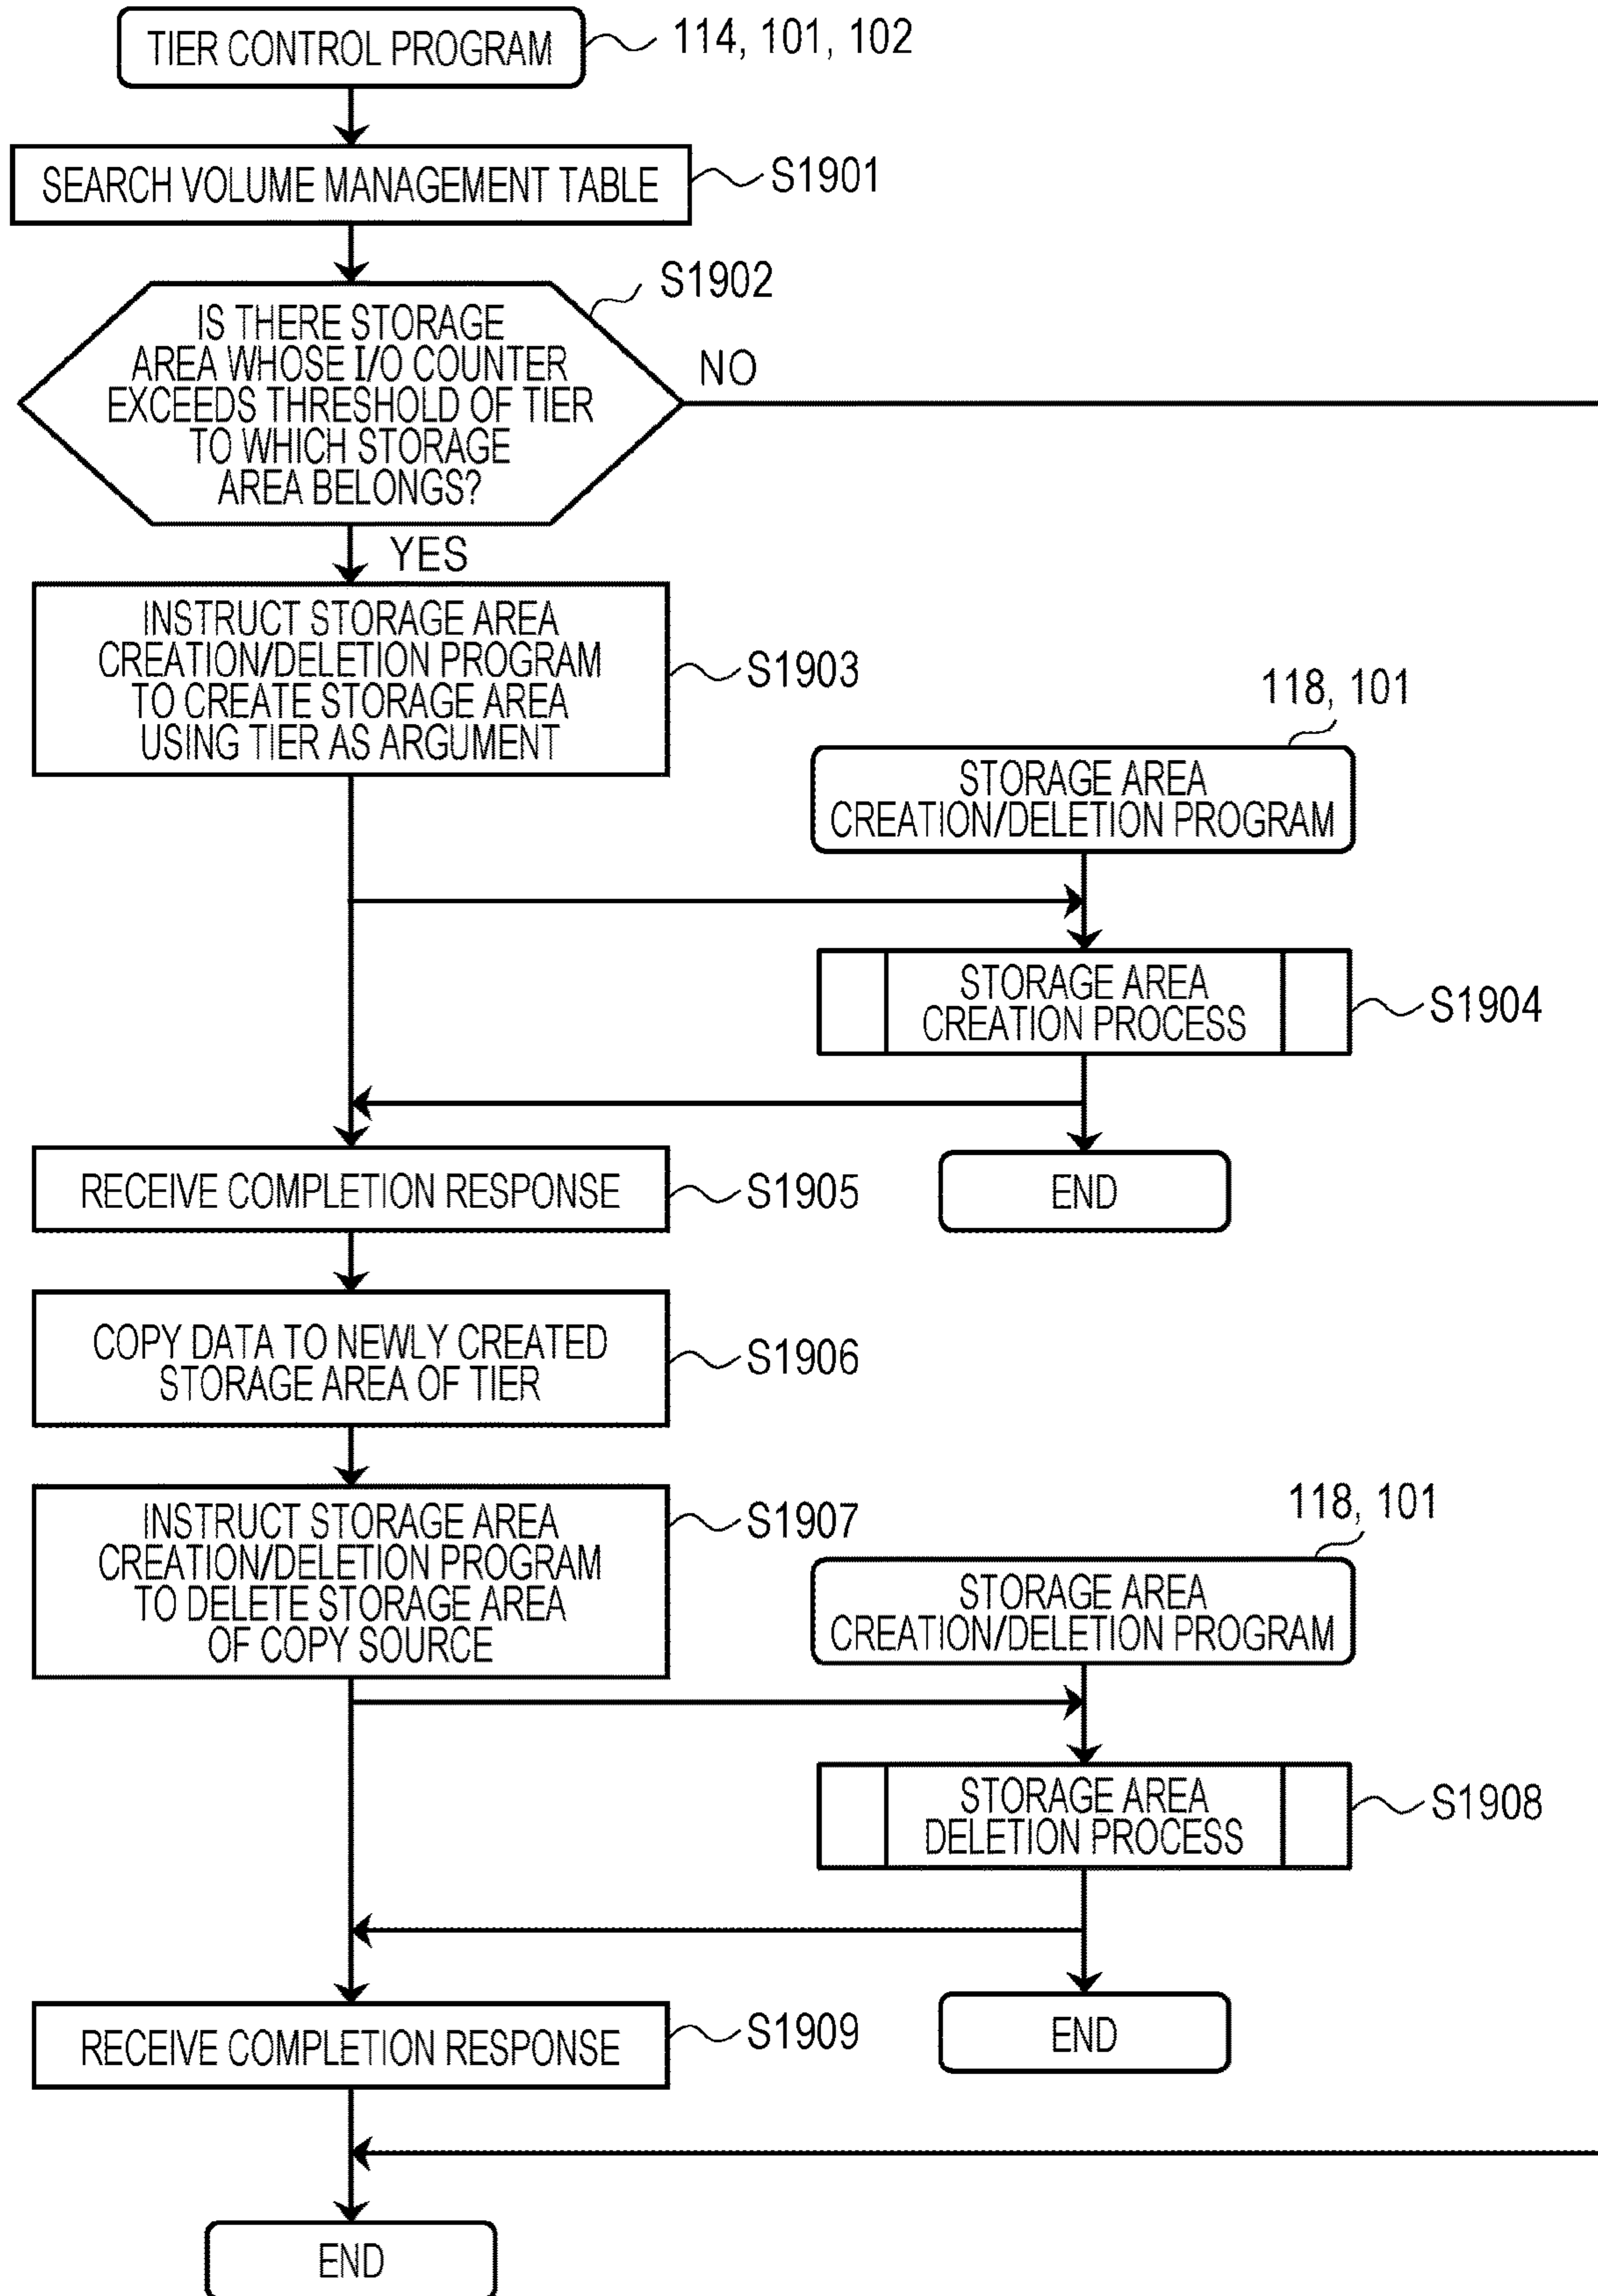 TIER CONTROL PROGRAM
114, 101, 102
SEARCH VOLUME MANAGEMENT TABLE
S1901
S1902
IS THERE STORAGE
AREA WHOSE I/O COUNTER
EXCEEDS THRESHOLD OF TIER
TO WHICH STORAGE
AREA BELONGS?
NO
YES
INSTRUCT STORAGE AREA
CREATION/DELETION PROGRAM
TO CREATE STORAGE AREA
USING TIER AS ARGUMENT
S1903
118, 101
STORAGE AREA
CREATION/DELETION PROGRAM
STORAGE AREA
CREATION PROCESS
S1904
RECEIVE COMPLETION RESPONSE
S1905
END
COPY DATA TO NEWLY CREATED
STORAGE AREA OF TIER
S1906
INSTRUCT STORAGE AREA
CREATION/DELETION PROGRAM
TO DELETE STORAGE AREA
OF COPY SOURCE
S1907
118, 101
STORAGE AREA
CREATION/DELETION PROGRAM
STORAGE AREA
DELETION PROCESS
S1908
RECEIVE COMPLETION RESPONSE
S1909
END
END